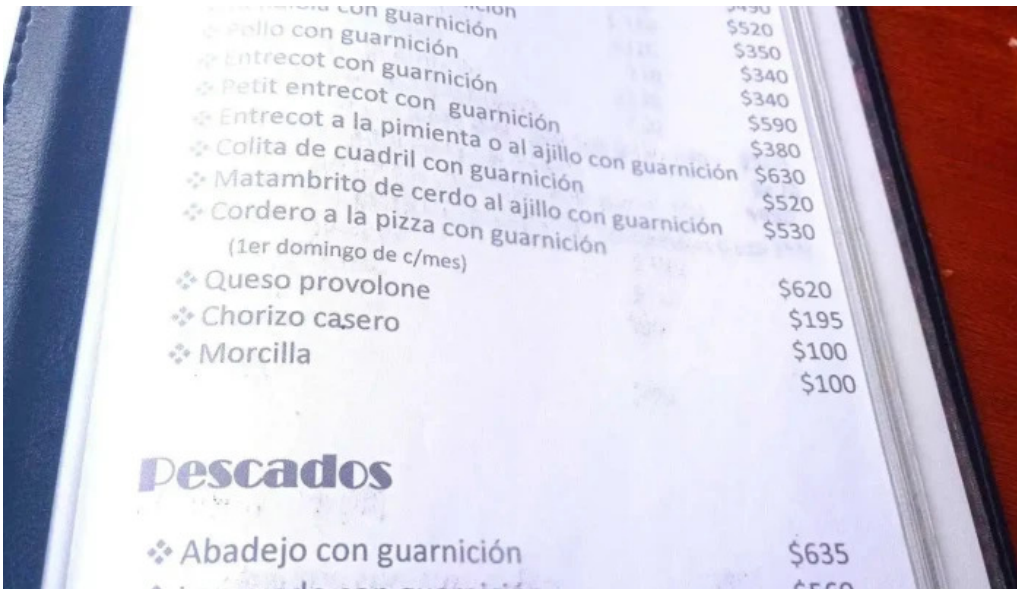 con guarnición $520
Pollo con guarnición $350
Entrecot con guarnición $340
Petit entrecot con guarnición $340
Entrecot a la pimienta o al ajillo con guarnición $590
Colita de cuadril con guarnición $380
Matambrito de cerdo al ajillo con guarnición $630
Cordero a la pizza con guarnición $520
(1er domingo de c/mes) $530
Queso provolone $620
Chorizo casero $195
Morcilla $100
$100
Pescados
Abadejo con guarnición $635